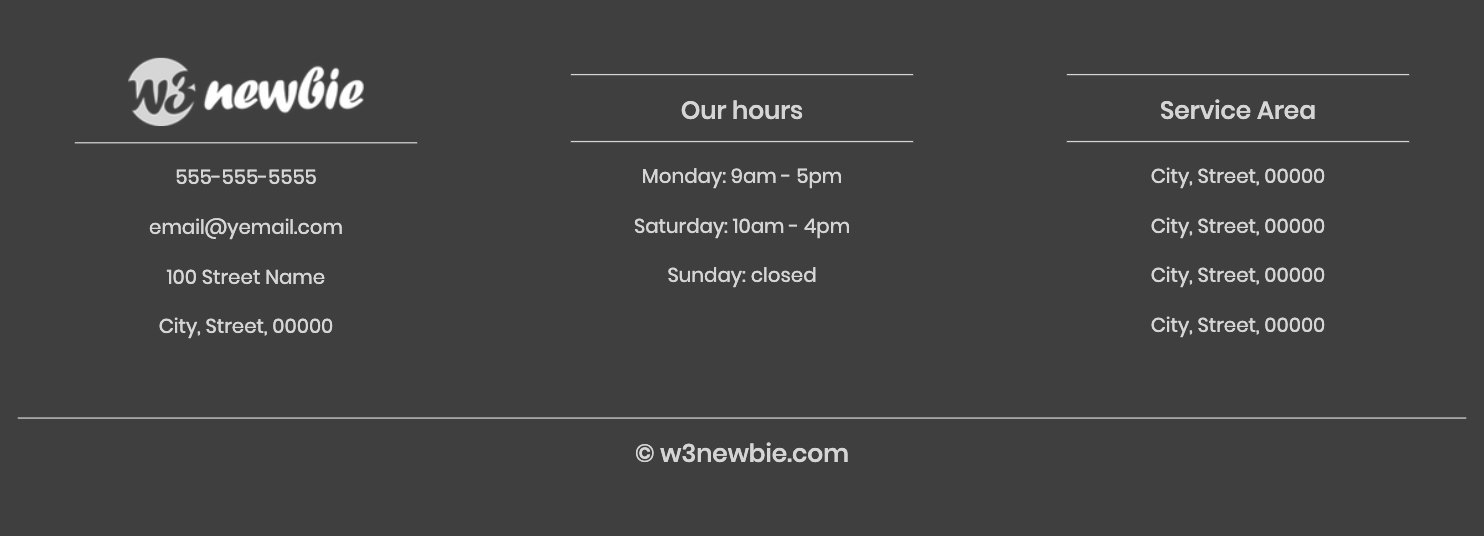 w3 newbie
555-555-5555
email@yemail.com
100 Street Name
City, Street, 00000
Our hours
Monday: 9am - 5pm
Saturday: 10am - 4pm
Sunday: closed
Service Area
City, Street, 00000
City, Street, 00000
City, Street, 00000
City, Street, 00000
© w3newbie.com